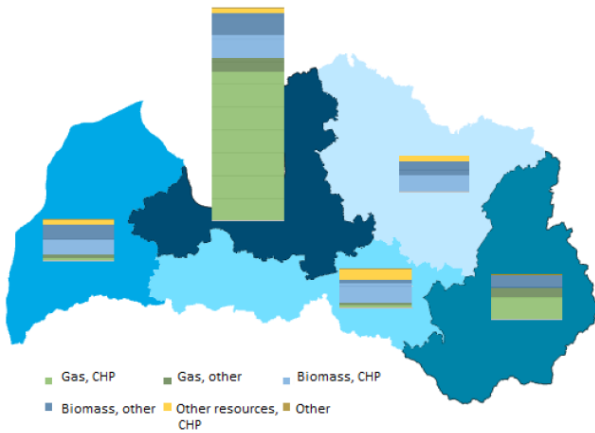 Gas, CHP
Gas, other
Biomass, CHP
Biomass, other
Other resources,
CHP
Other